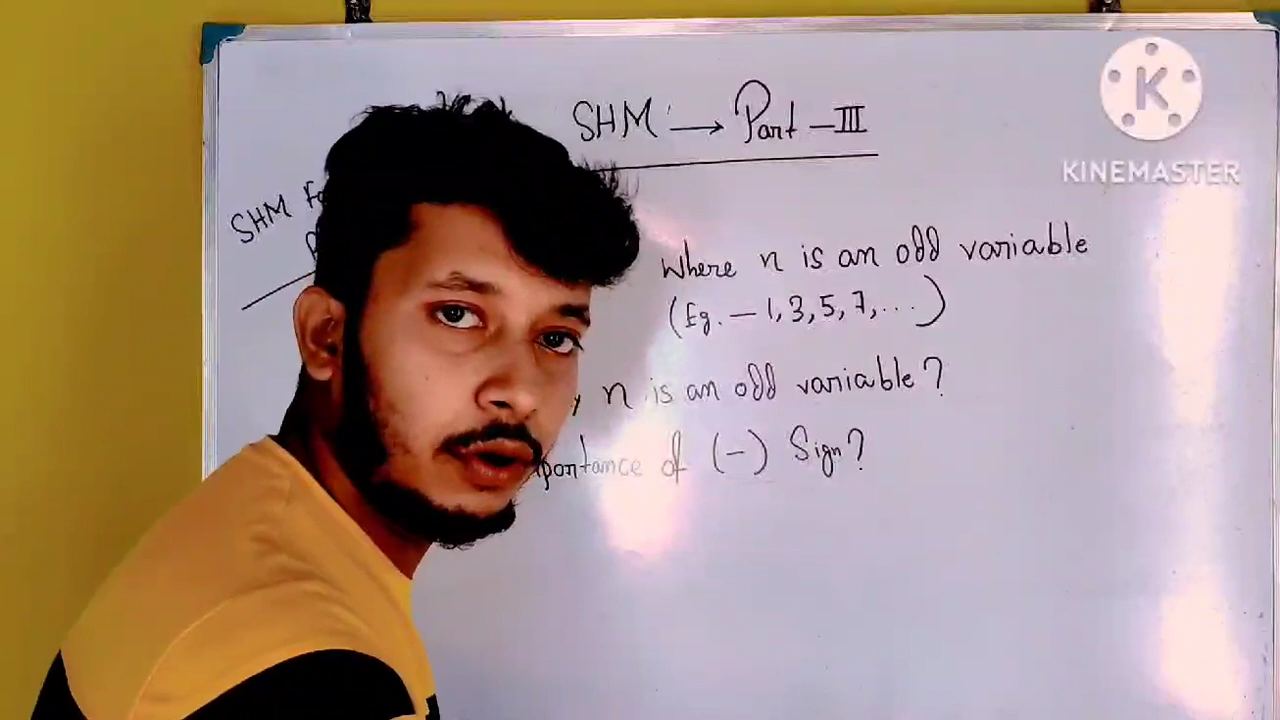 SHM → Part – III
SHM
Where n is an odd variable
(Eg. – 1, 3, 5, 7, ...)
n is an odd variable?
of (-) Sign?
K
KINEMASTER